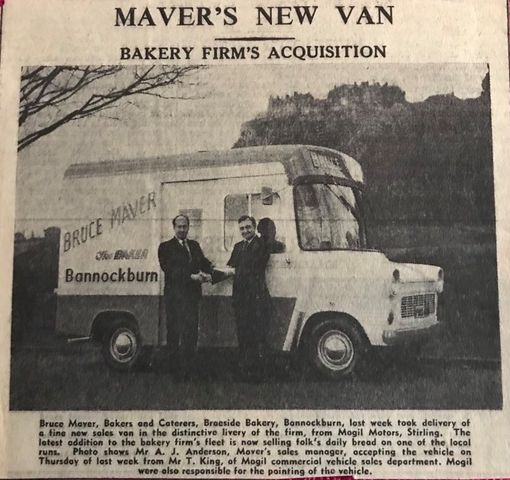 MAVER'S NEW VAN
BAKERY FIRM'S ACQUISITION
BRUCE MAVER
The BAKER
Bannockburn
Bruce Maver, Bakers and Caterers, Braeside Bakery, Bannockburn, last week took delivery of
a fine new sales van in the distinctive livery of the firm, from Mogil Motors, Stirling. The
latest addition to the bakery firm's fleet is now selling folk's daily bread on one of the local
runs. Photo shows Mr A. J. Anderson, Maver's sales manager, accepting the vehicle on
Thursday of last week from Mr T. King, of Mogil commercial vehicle sales department. Mogil
were also responsible for the painting of the vehicle.